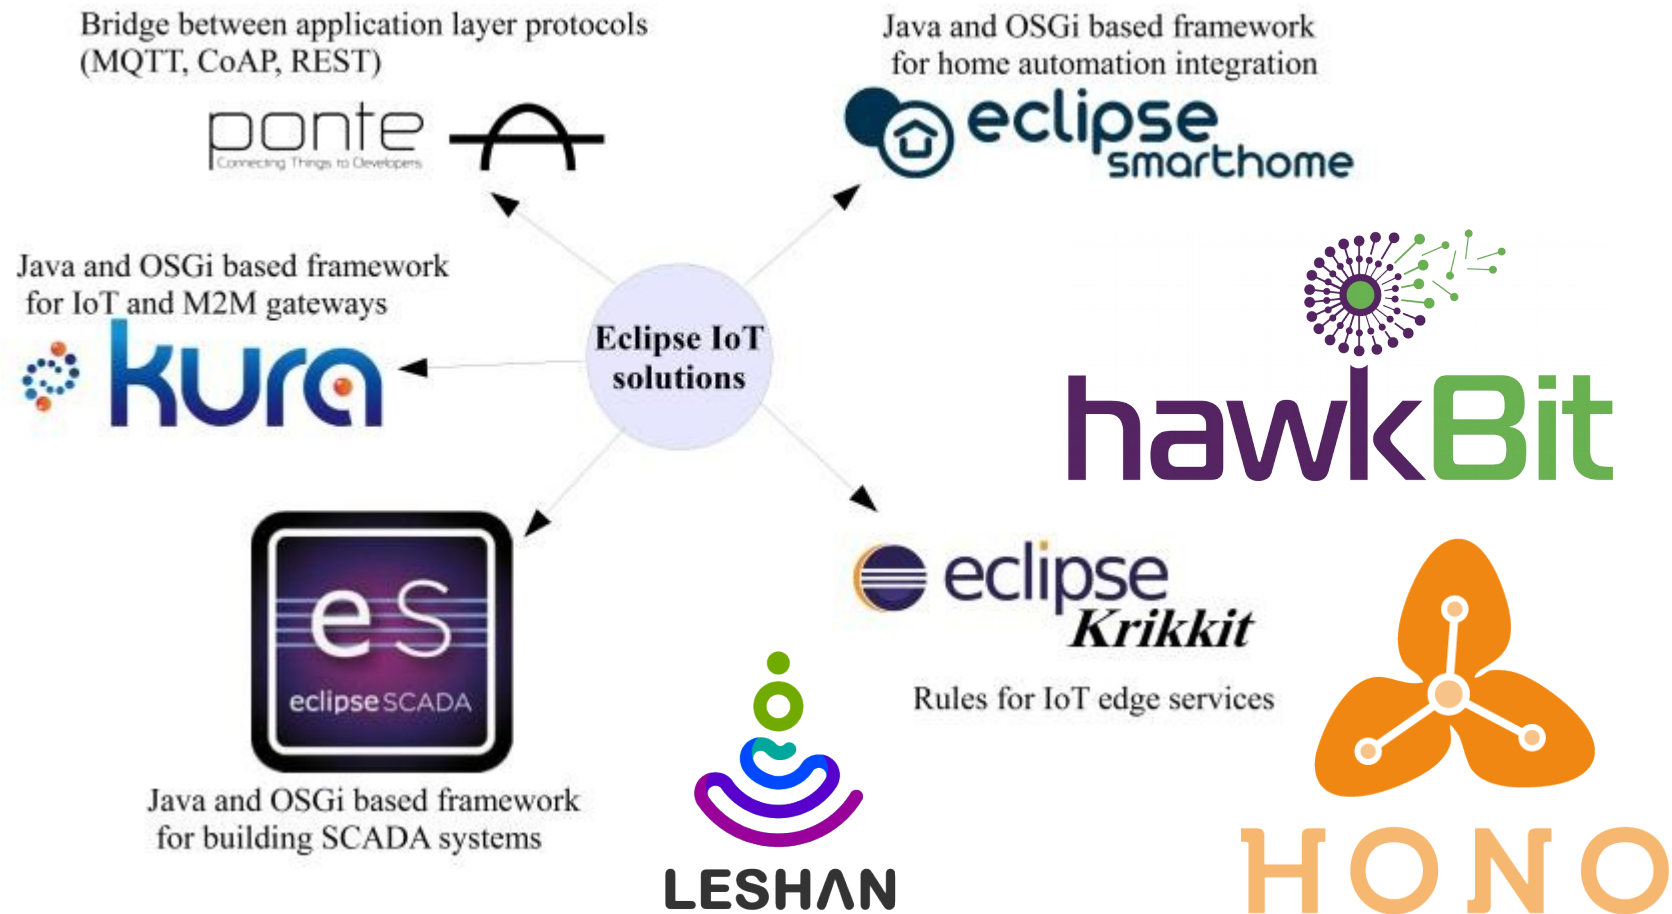 Bridge between application layer protocols
(MQTT, CoAP, REST)
ponte
Connecting Things to Developers
Java and OSGi based framework
for home automation integration
eclipse
smarthome
Java and OSGi based framework
for IoT and M2M gateways
kura
Eclipse IoT
solutions
hawkBit
eS
eclipse SCADA
Java and OSGi based framework
for building SCADA systems
eclipse
Krikkit
Rules for IoT edge services
LESHAN
HONO